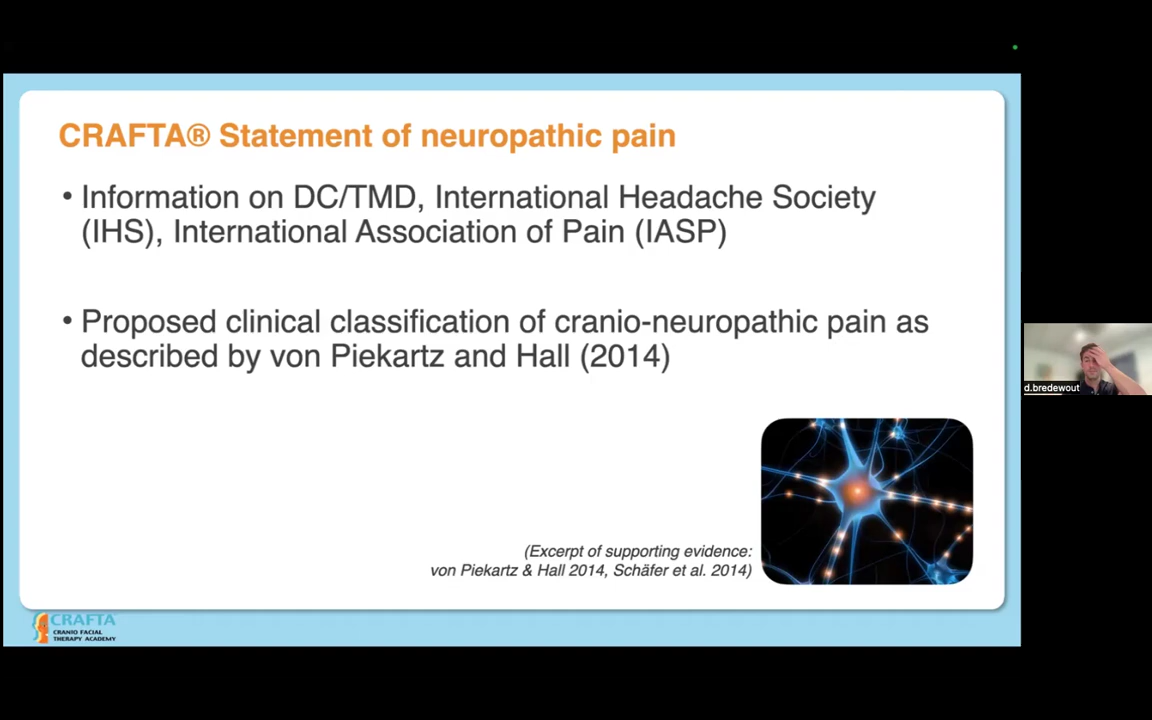 CRAFTA® Statement of neuropathic pain
• Information on DC/TMD, International Headache Society
(IHS), International Association of Pain (IASP)
• Proposed clinical classification of cranio-neuropathic pain as
described by von Piekartz and Hall (2014)
(Excerpt of supporting evidence:
von Piekartz & Hall 2014, Schäfer et al. 2014)
CRAFTA
CRANIO FACIAL
THERAPY ACADEMY
d.bredewout